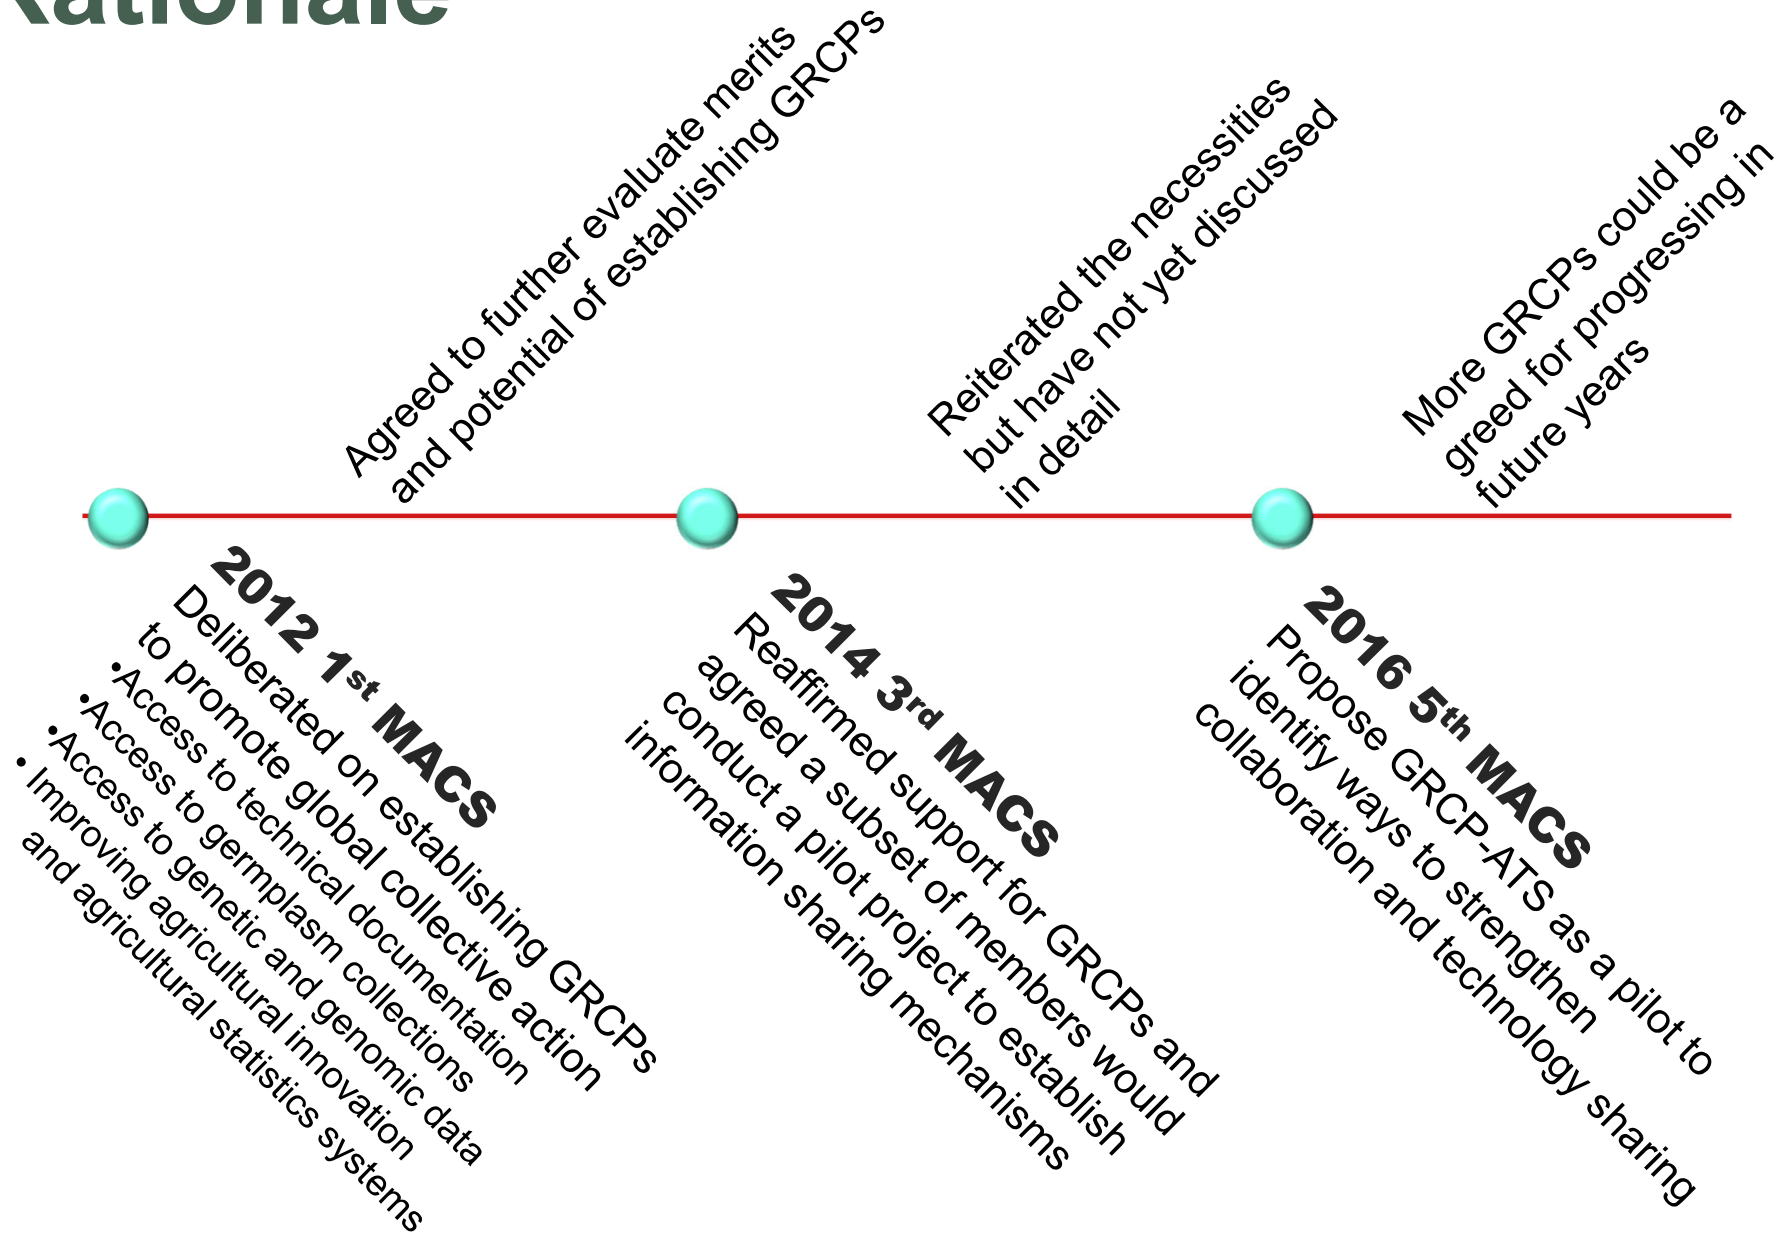 Rationale
Agreed to further evaluate merits
and potential of establishing GRCPs
Reiterated the necessities
but have not yet discussed
in detail
More GRCPs could be a
greed for progressing in
future years
2012 1st MACS
Deliberated on establishing GRCPs
to promote global collective action
•Access to technical documentation
•Access to germplasm collections
•Access to genetic and genomic data
• Improving agricultural innovation
and agricultural statistics systems
2014 3rd MACS
Reaffirmed support for GRCPs and
agreed a subset of members would
conduct a pilot project to establish
information sharing mechanisms
2016 5th MACS
Propose GRCP-ATS as a pilot to
identify ways to strengthen
collaboration and technology sharing